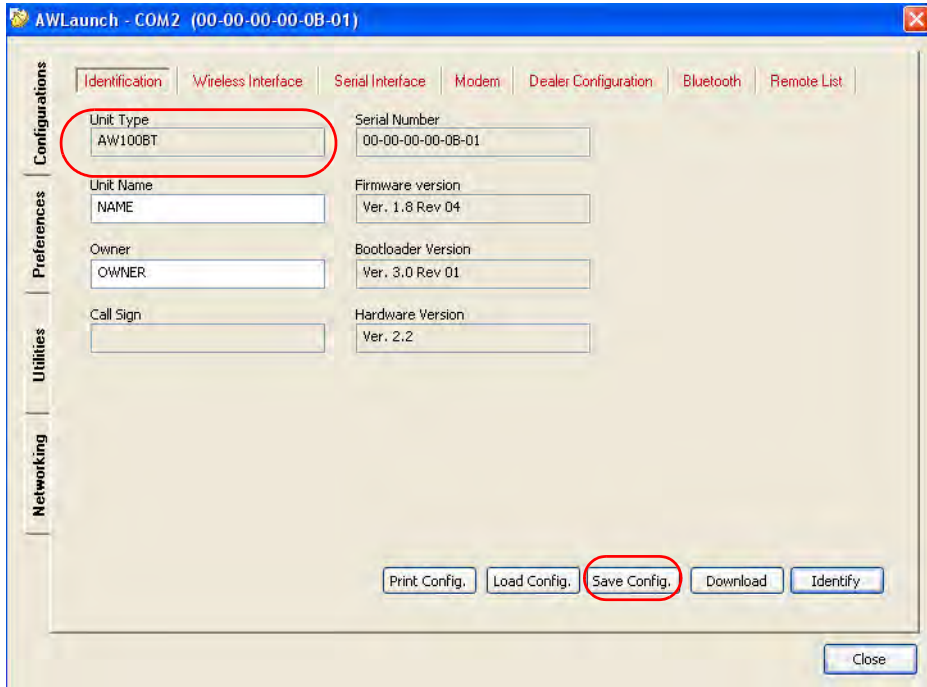 AWLaunch - COM2 (00-00-00-00-0B-01)
Configurations
Preferences
Utilities
Networking
Identification Wireless Interface Serial Interface Modem Dealer Configuration Bluetooth Remote List
Unit Type Serial Number
AW100BT 00-00-00-00-0B-01
Unit Name Firmware version
NAME Ver. 1.8 Rev 04
Owner Bootloader Version
OWNER Ver. 3.0 Rev 01
Call Sign Hardware Version
Ver. 2.2
Print Config. Load Config. Save Config. Download Identify
Close